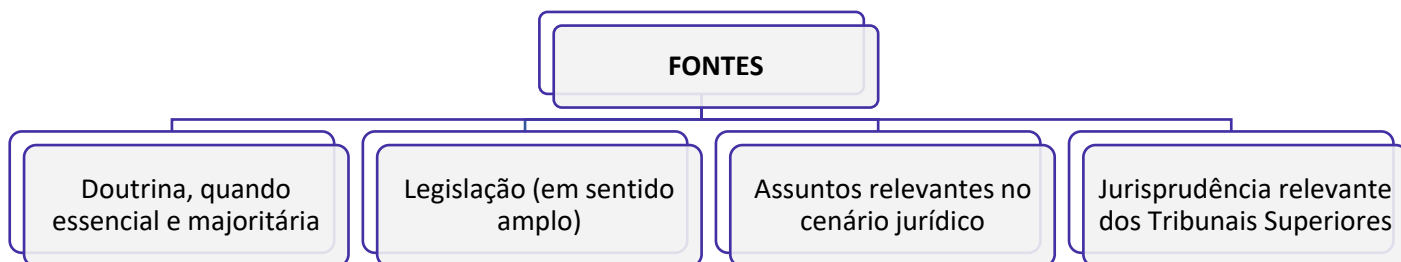 FONTES
Doutrina, quando
essencial e majoritária
Legislação (em sentido
amplo)
Assuntos relevantes no
cenário jurídico
Jurisprudência relevante
dos Tribunais Superiores